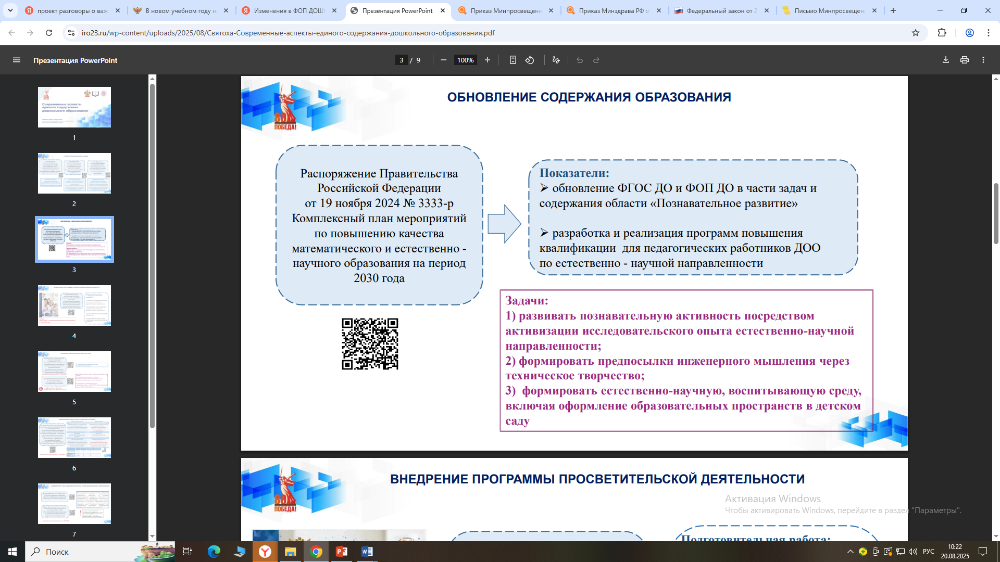 проект разговоры о важ
В новом учебном году н
Изменения в ФОП ДОШ
Презентация PowerPoint
Приказ Минпросвещени
Приказ Минздрава РФ о
Федеральный закон от 2
Письмо Минпросвещен
iro23.ru/wp-content/uploads/2025/08/Святоха-Современные-аспекты-единого-содержания-дошкольного-образования.pdf
Презентация PowerPoint
3 / 9
100%
Современные аспекты
единого содержания
дошкольного образования
1
2
3
4
5
6
7
80
ПОБЕДА!
ОБНОВЛЕНИЕ СОДЕРЖАНИЯ ОБРАЗОВАНИЯ
Распоряжение Правительства
Российской Федерации
от 19 ноября 2024 № 3333-р
Комплексный план мероприятий
по повышению качества
математического и естественно -
научного образования на период
2030 года
Показатели:
➢ обновление ФГОС ДО и ФОП ДО в части задач и
содержания области «Познавательное развитие»
➢ разработка и реализация программ повышения
квалификации для педагогических работников ДОО
по естественно - научной направленности
Задачи:
1) развивать познавательную активность посредством
активизации исследовательского опыта естественно-научной
направленности;
2) формировать предпосылки инженерного мышления через
техническое творчество;
3) формировать естественно-научную, воспитывающую среду,
включая оформление образовательных пространств в детском
саду
80
ПОБЕДА!
ВНЕДРЕНИЕ ПРОГРАММЫ ПРОСВЕТИТЕЛЬСКОЙ ДЕЯТЕЛЬНОСТИ
Подготовительная работа:
Активация Windows
Чтобы активировать Windows, перейдите в раздел "Параметры".
Поиск
РУС
10:22
20.08.2025